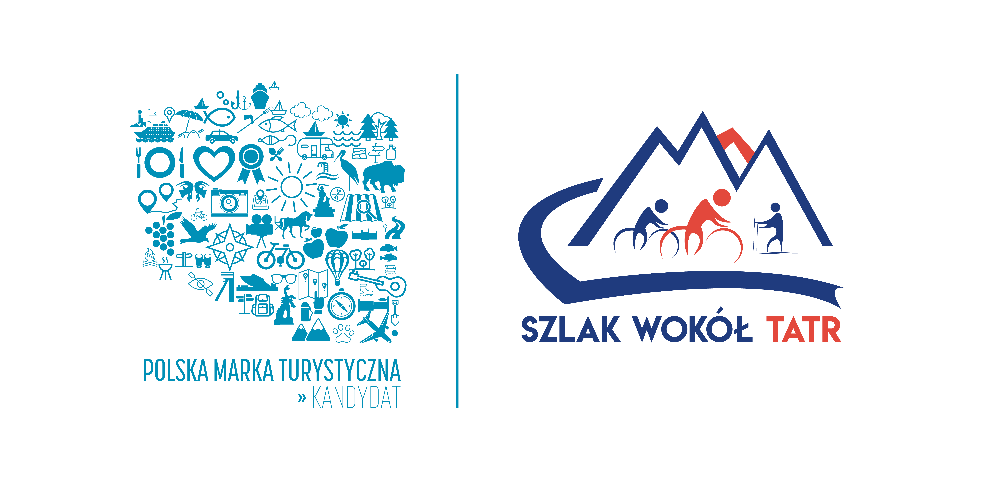 POLSKA MARKA TURYSTYCZNA
» KANDYDAT
SZLAK WOKÓŁ TATR